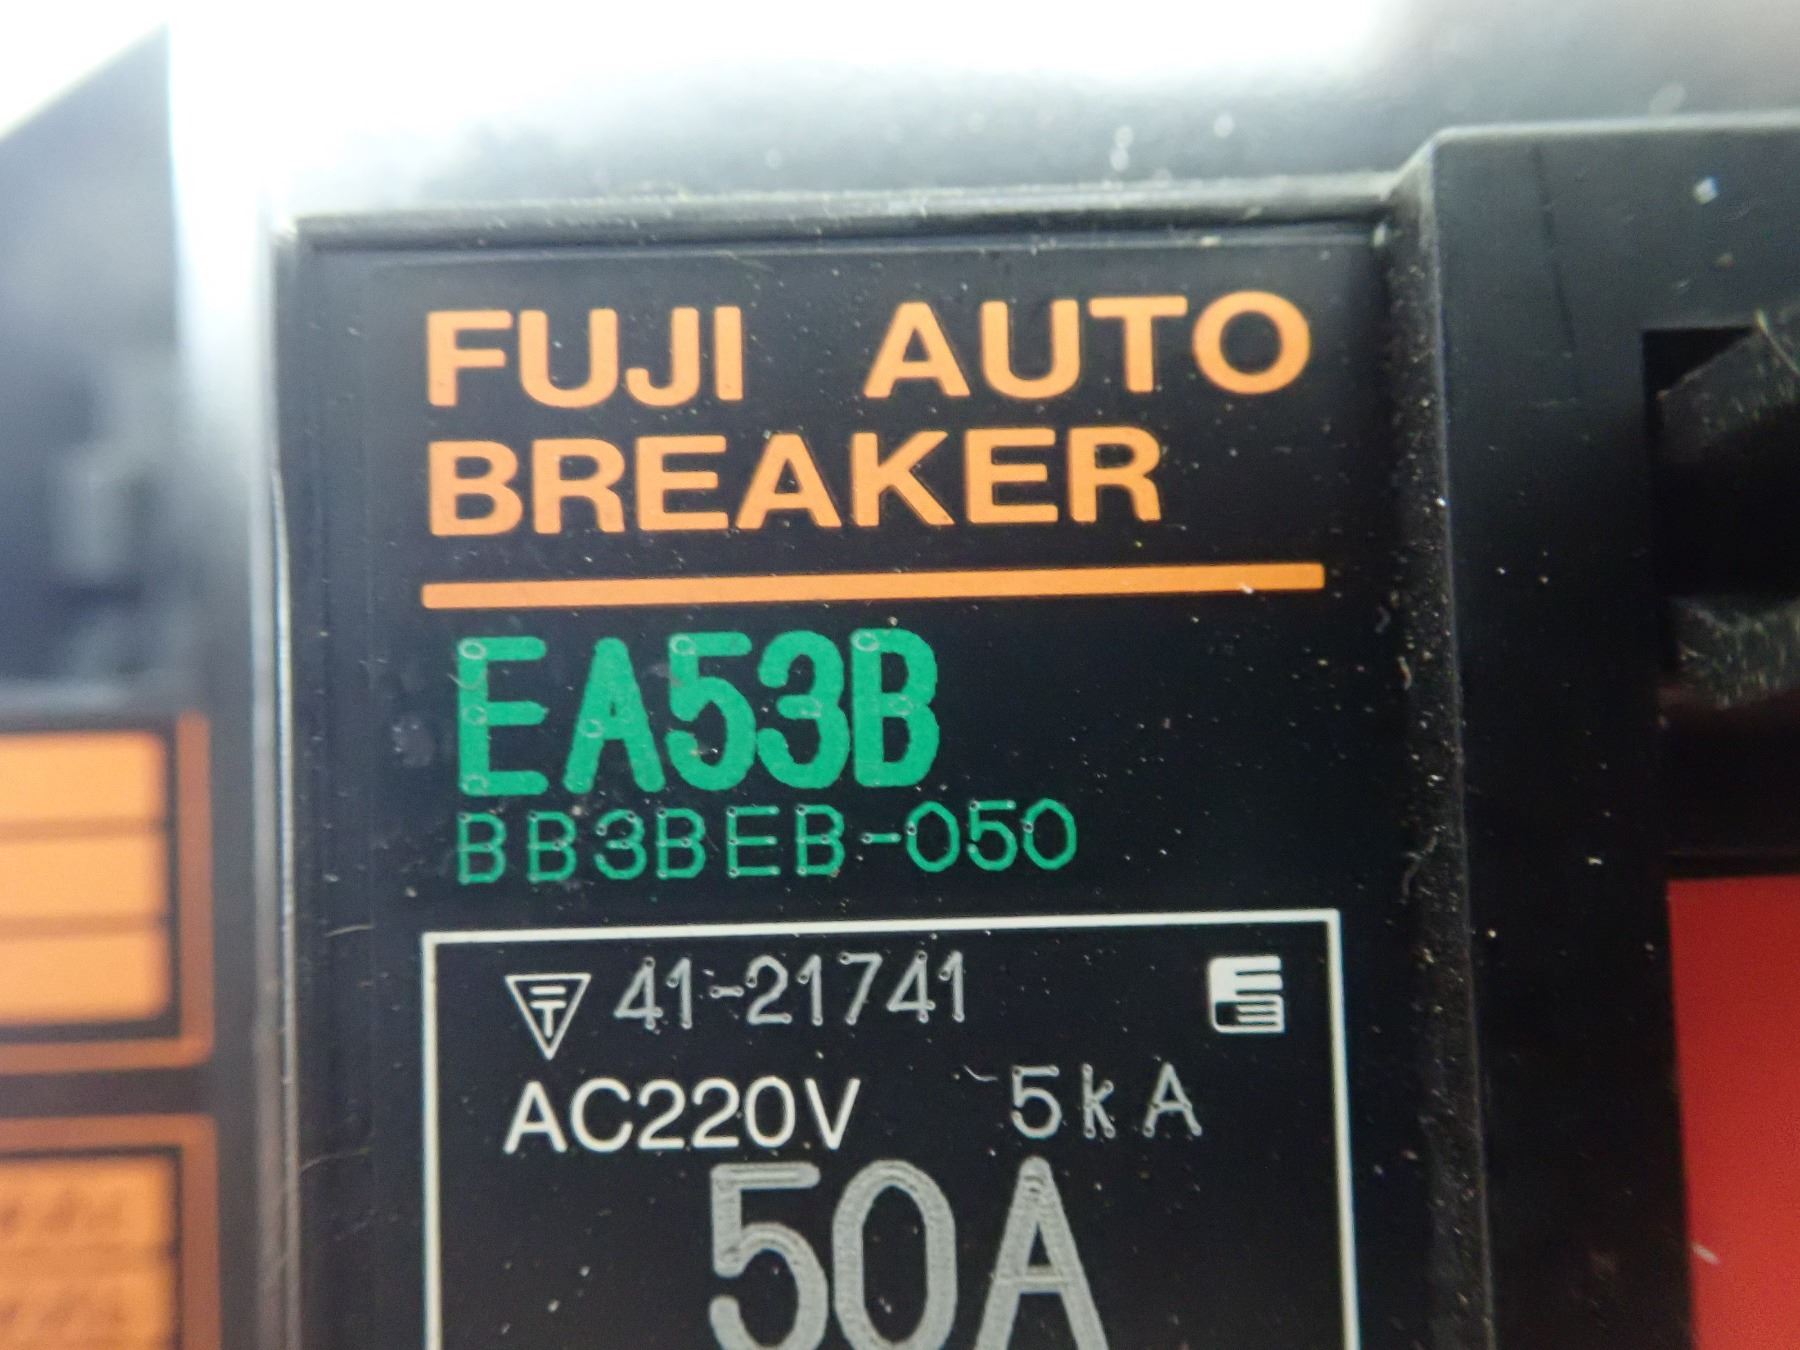 FUJI AUTO
BREAKER
EA53B
BB3BEB-050
41-21741
AC220V 5kA
50A